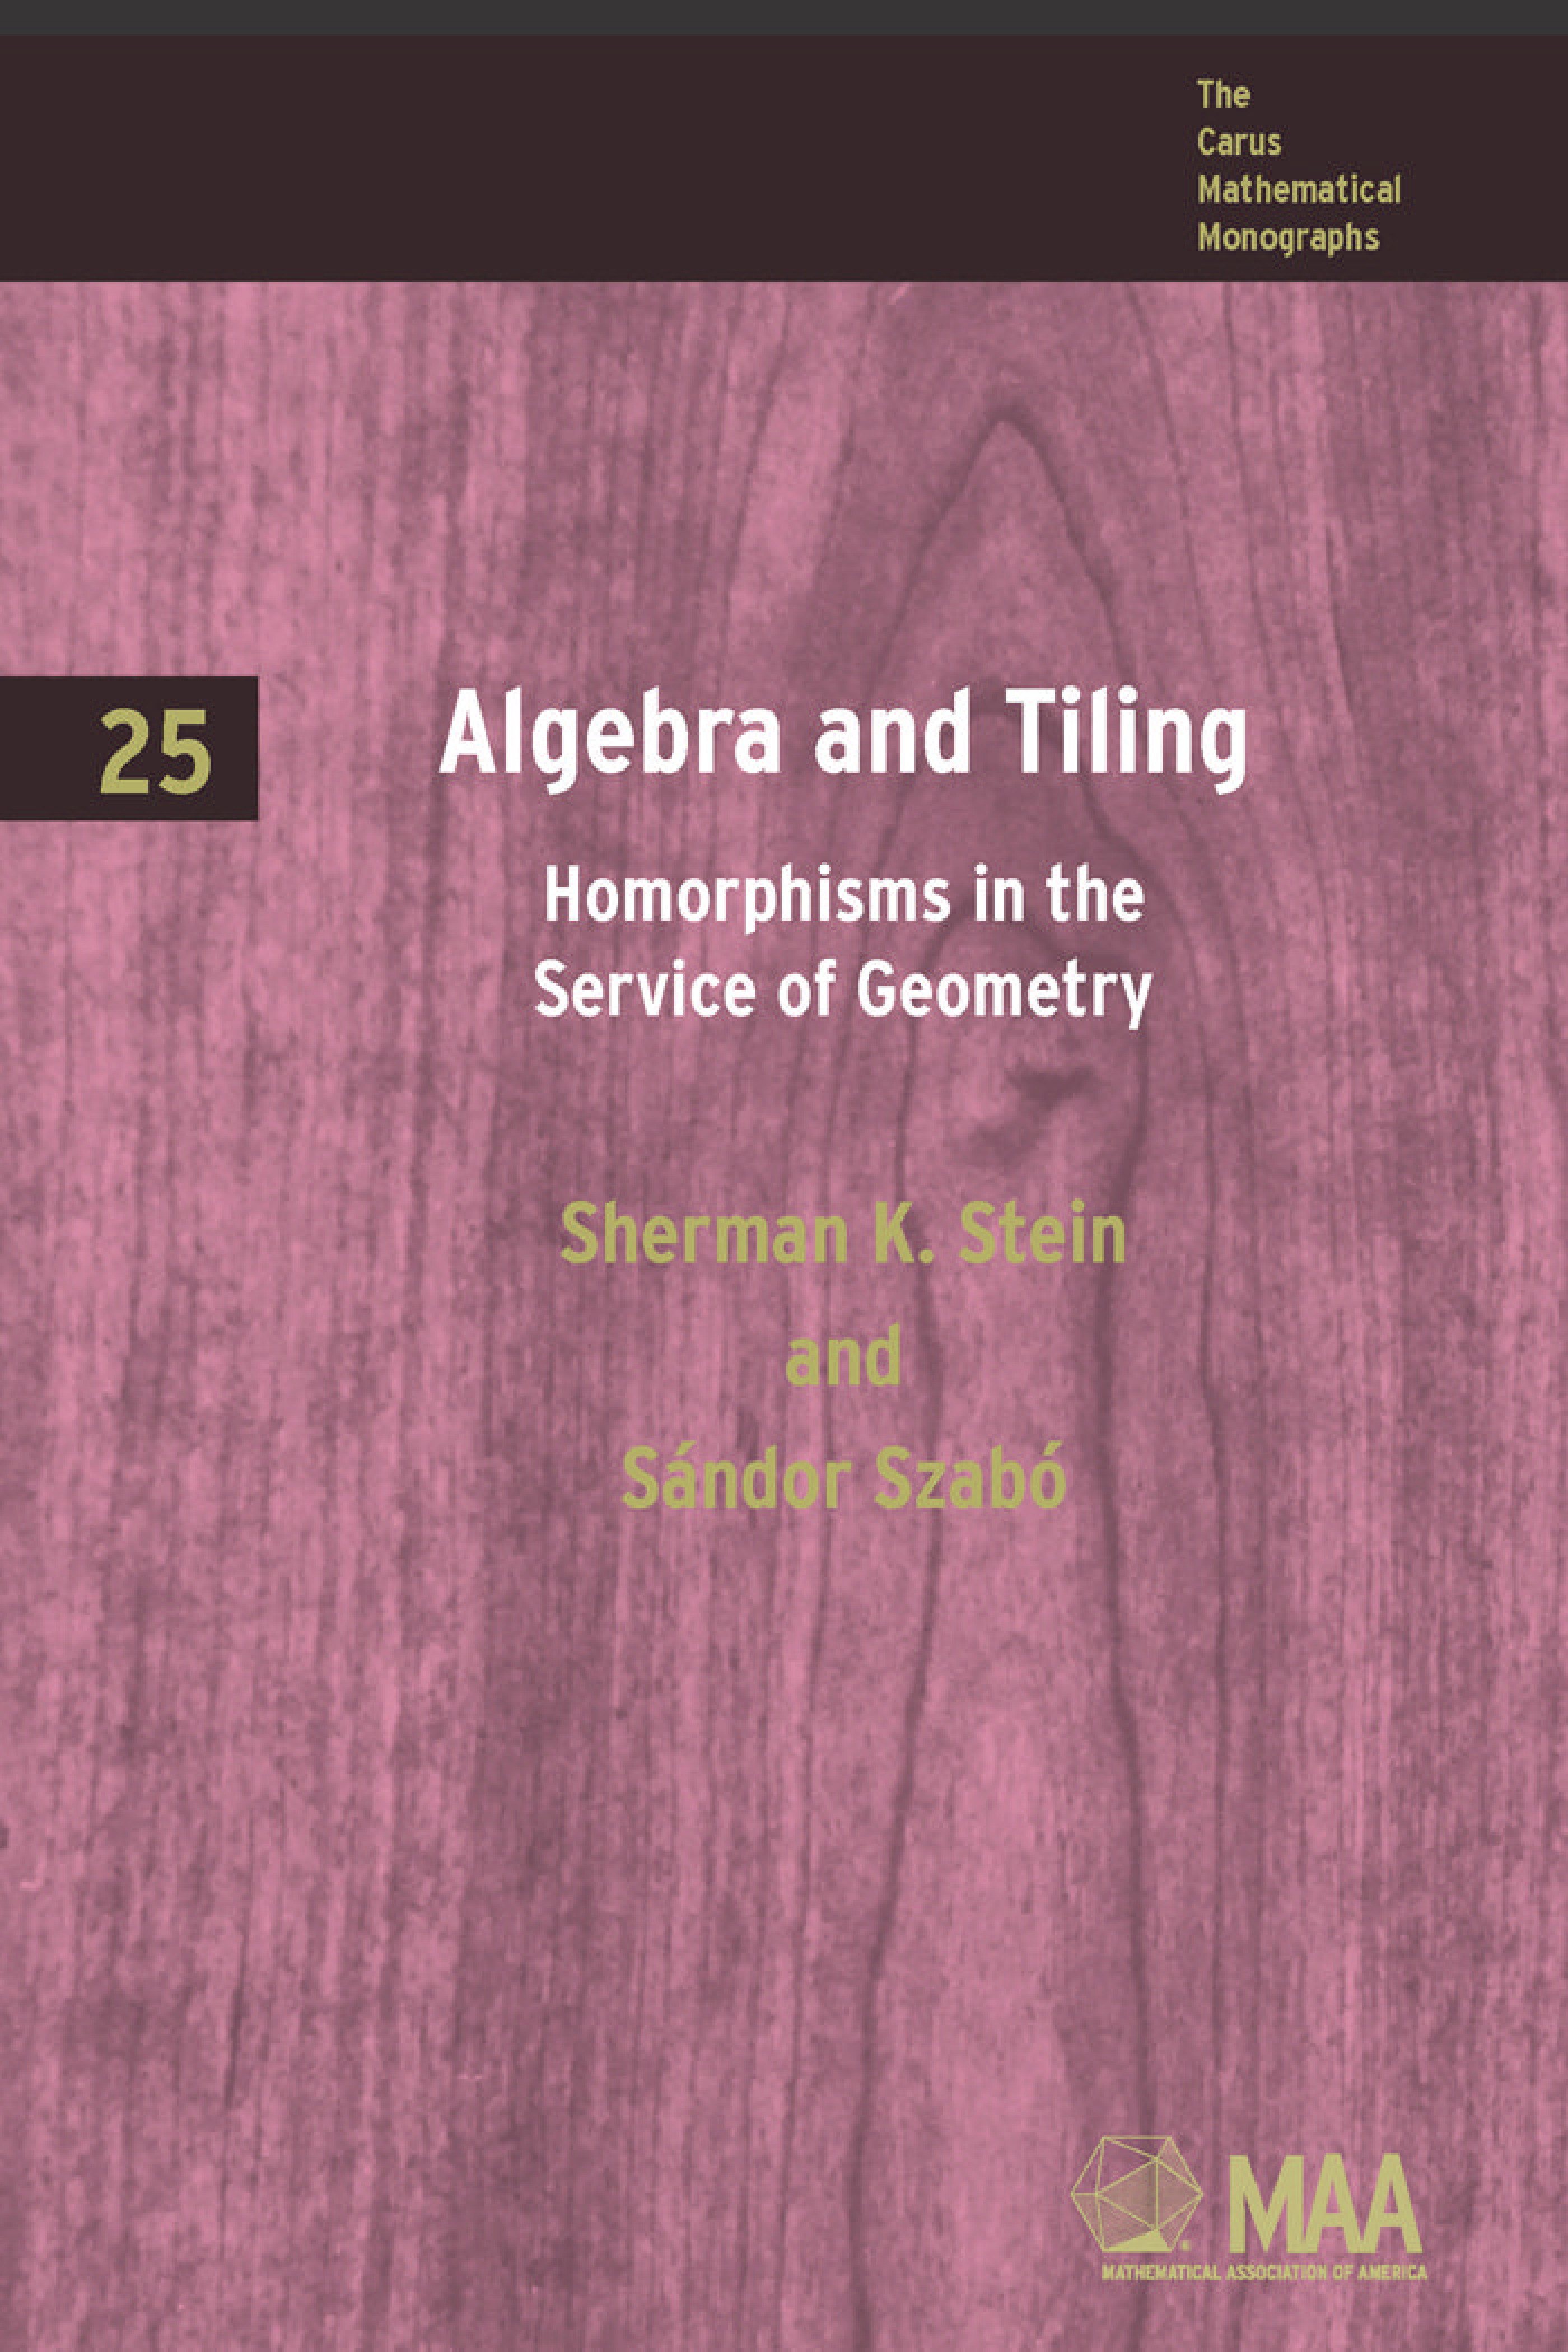 The
Carus
Mathematical
Monographs
25
Algebra and Tiling
Homorphisms in the
Service of Geometry
Sherman K. Stein
and
Sándor Szabó
MAA
MATHEMATICAL ASSOCIATION OF AMERICA